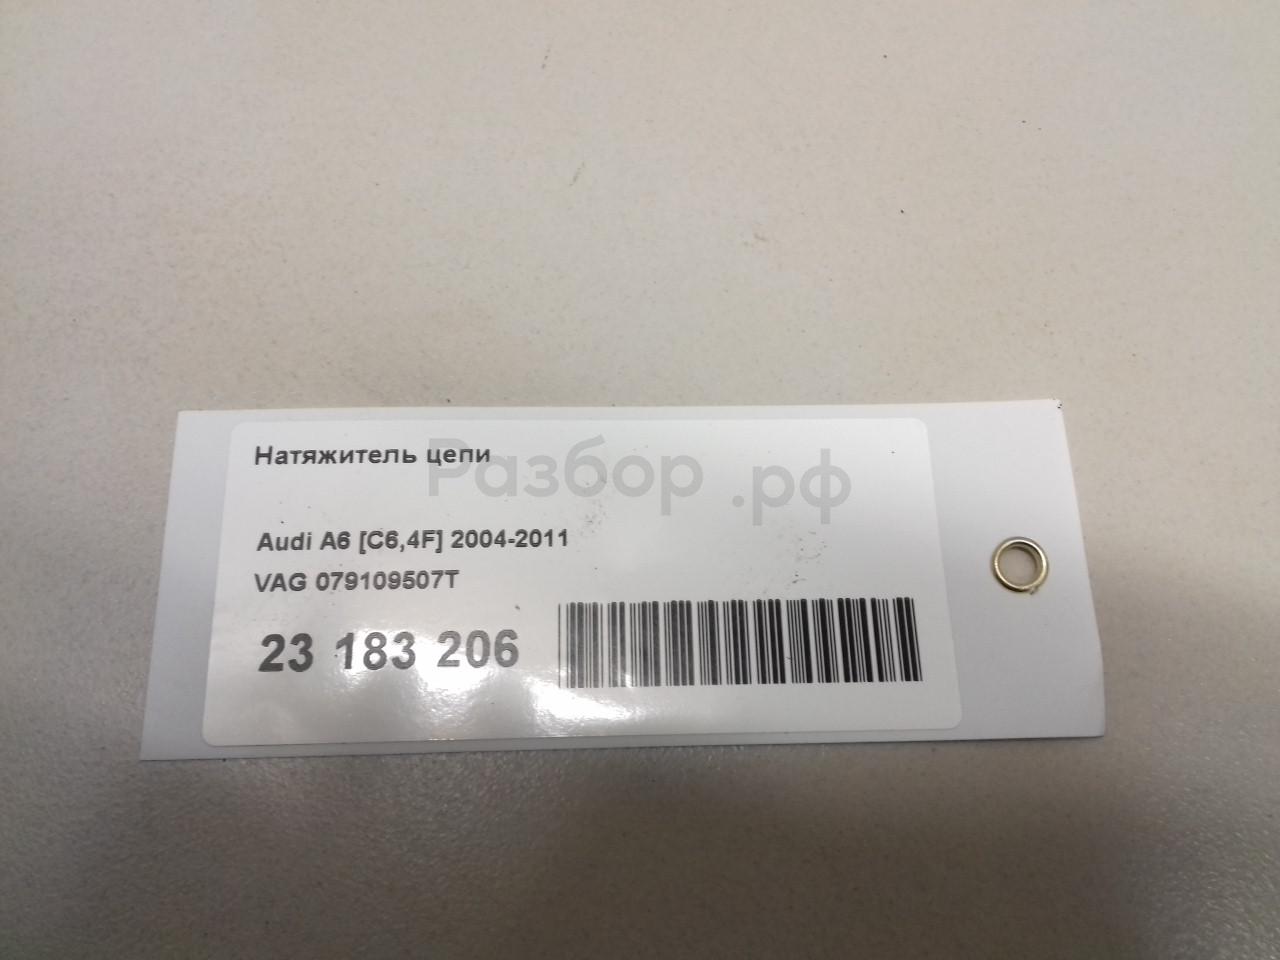 Натяжитель цепи
Разбор.рф
Audi A6 [C6,4F] 2004-2011
VAG 079109507T
23 183 206